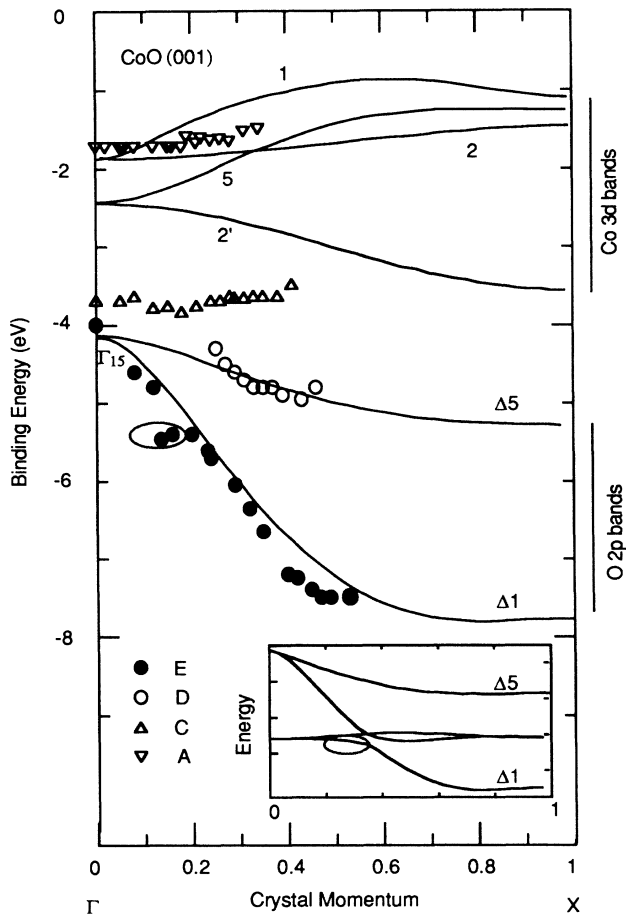 0
CoO (001)
1
2
-2
5
2'
Co 3d bands
-4
Γ15
Δ5
Binding Energy (eV)
-6
O 2p bands
Δ1
-8
E
D
C
A
Energy
Δ5
Δ1
0
1
0
0.2
0.4
0.6
0.8
1
Γ
Crystal Momentum
X